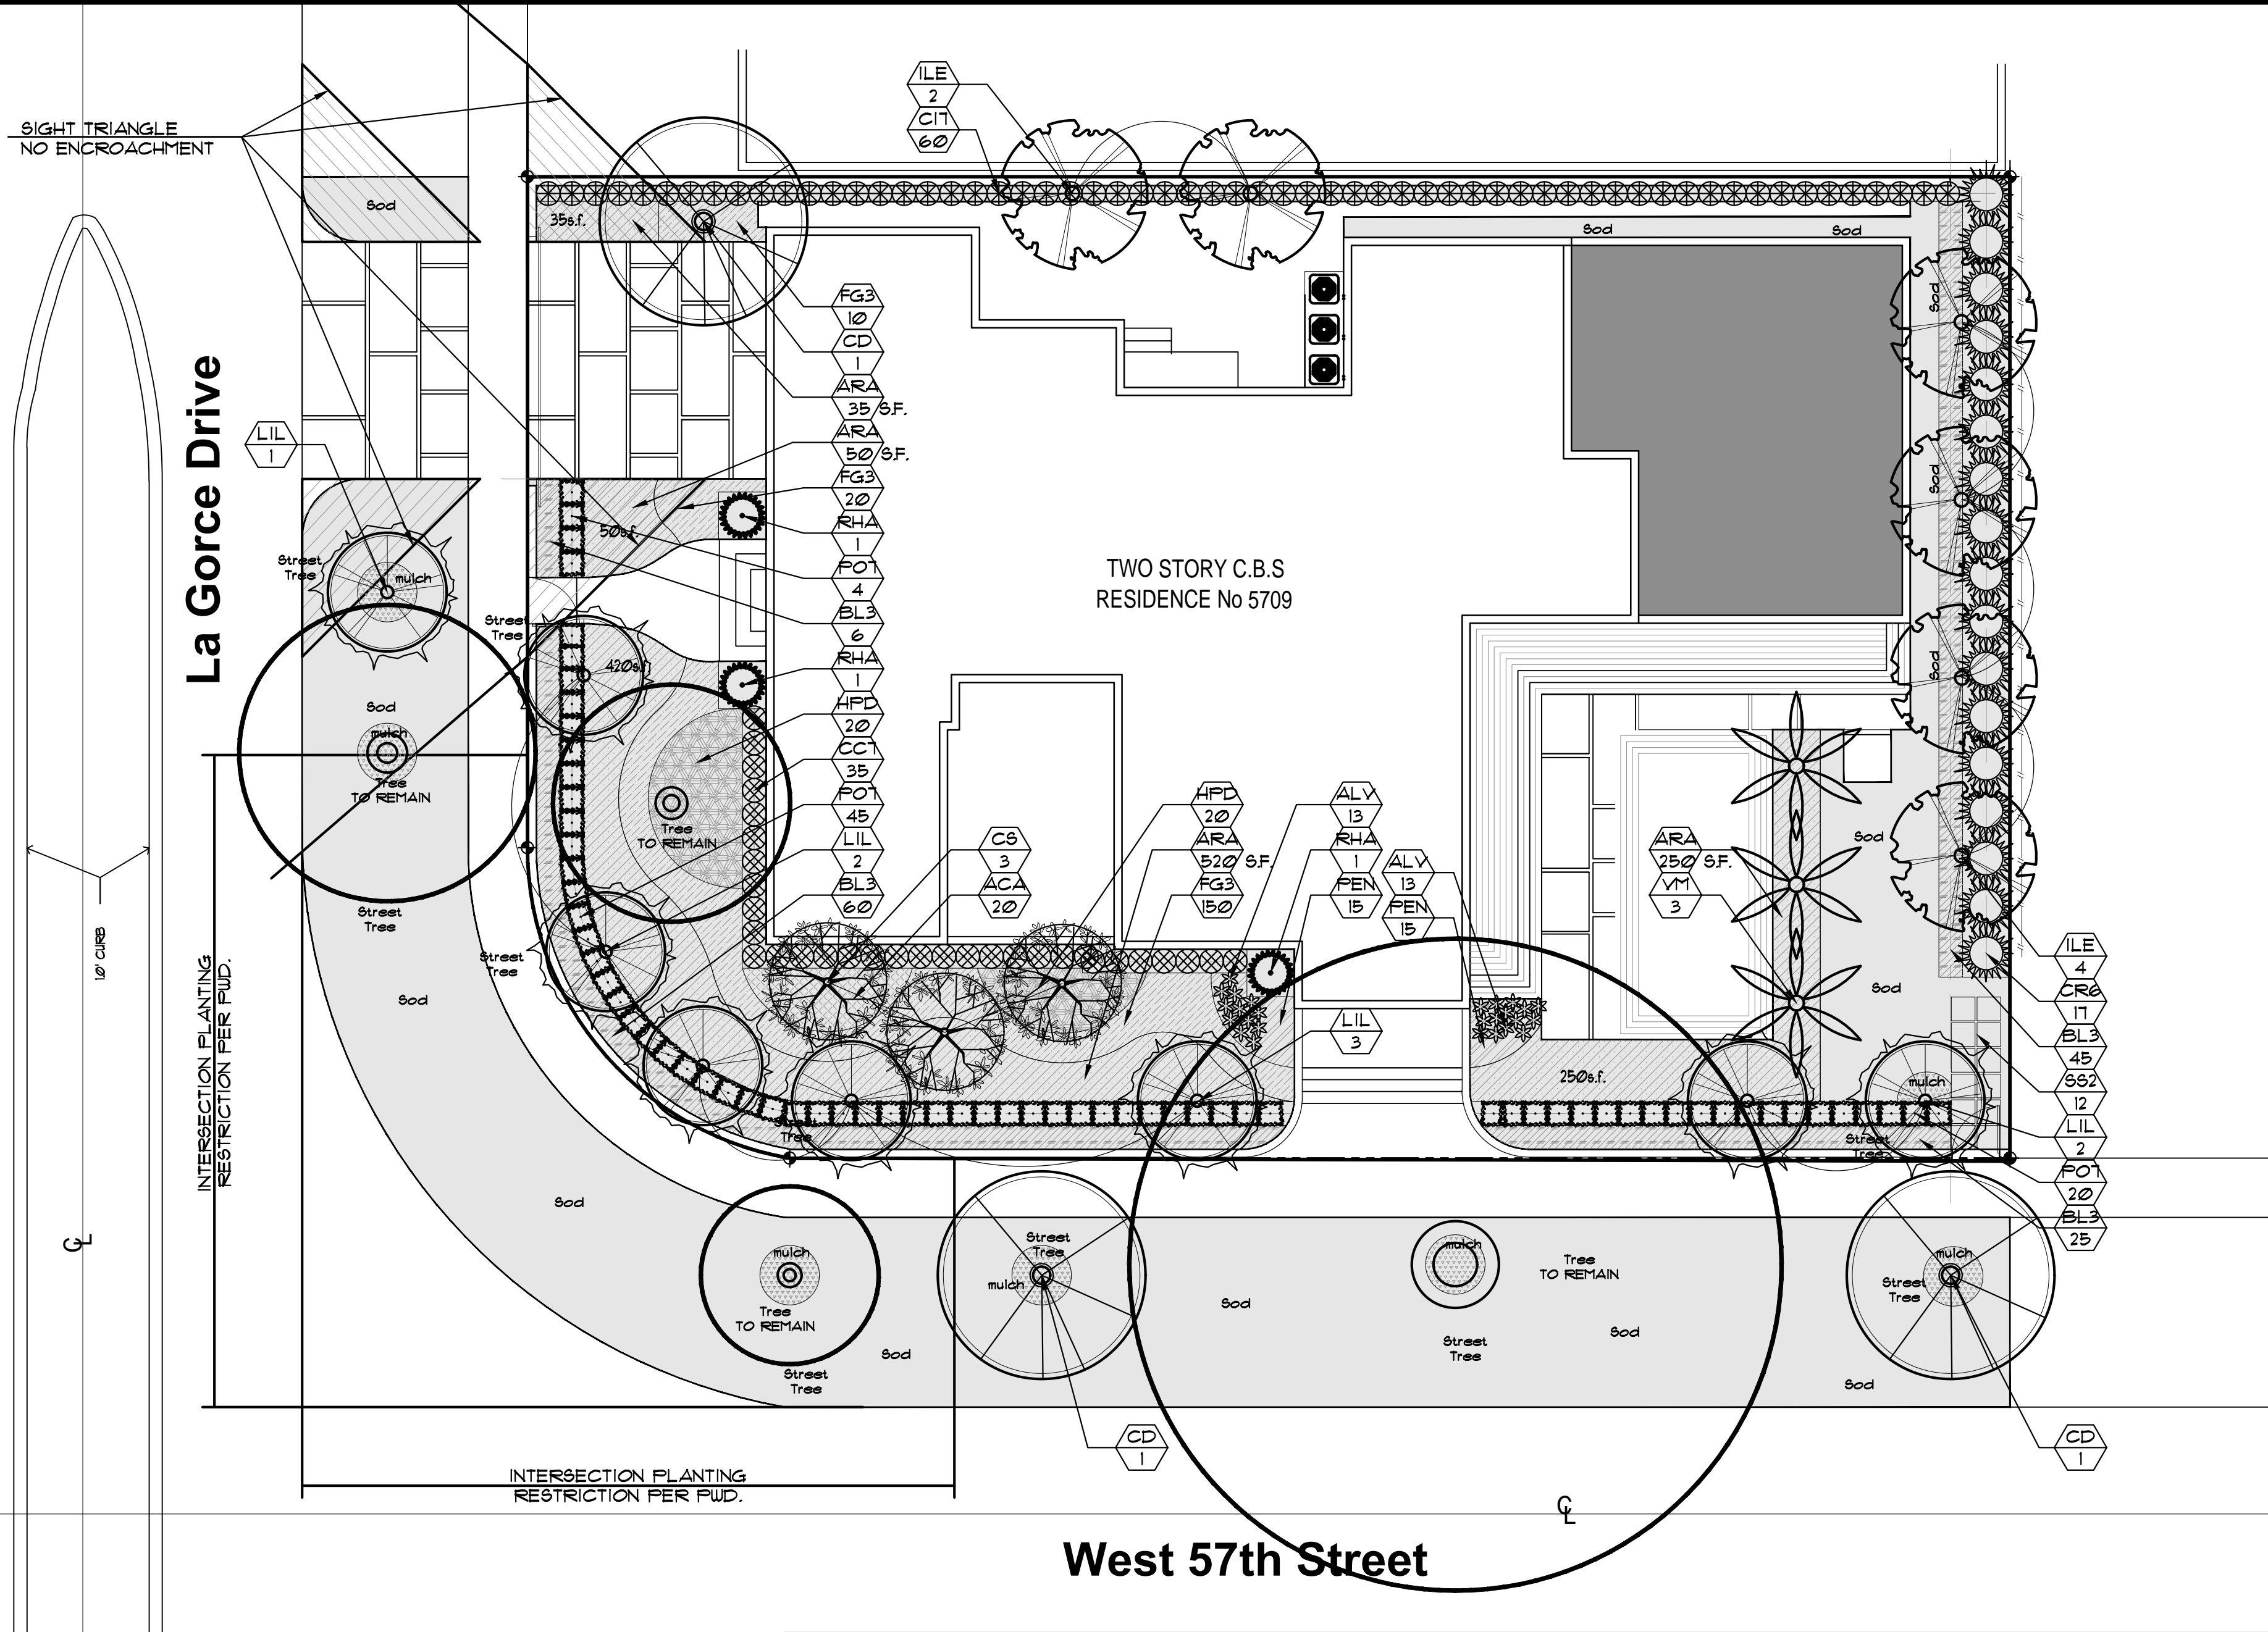 SIGHT TRIANGLE
NO ENCROACHMENT
ILE
2
CIT
60
Sod
35s.f.
Sod
Sod
Sod
FG3
10
CD
1
ARA
35 S.F.
ARA
50 S.F.
FG3
20
RHA
1
POT
4
BL3
6
RHA
1
HPD
20
CCT
35
POT
45
LIL
2
BL3
60
La Gorce Drive
LIL
1
50s.f.
Street
Tree
mulch
Sod
TWO STORY C.B.S
RESIDENCE No 5709
Street
Tree
420s.f.
Sod
Sod
mulch
Tree
TO REMAIN
Tree
TO REMAIN
HPD
20
ARA
520 S.F.
FG3
150
ALV
13
RHA
1
PEN
15
ALV
13
PEN
15
CS
3
ACA
20
ARA
250 S.F.
VM
3
Sod
Street
Tree
1.0' CURB
INTERSECTION PLANTING
RESTRICTION PER PWD.
Street
Tree
Sod
Sod
ILE
4
CR6
17
BL3
45
SS2
12
LIL
2
POT
20
BL3
25
LIL
3
250s.f.
mulch
Street
Tree
Street
Tree
Sod
CL
mulch
Tree
TO REMAIN
Street
Tree
Sod
Street
Tree
mulch
Sod
mulch
Tree
TO REMAIN
Street
Tree
Sod
mulch
Street
Tree
Sod
CD
1
CD
1
INTERSECTION PLANTING
RESTRICTION PER PWD.
CL
West 57th Street